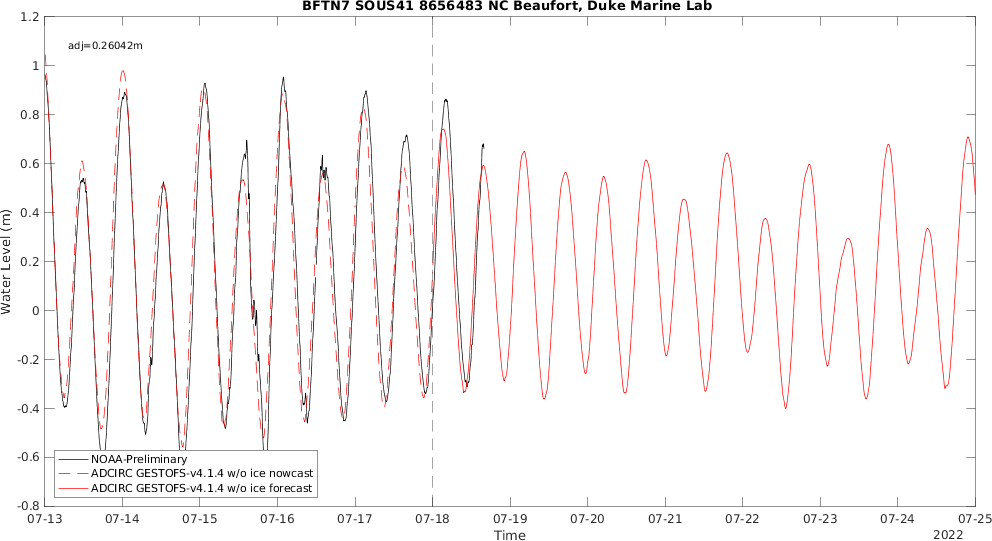 BFTN7 SOUS41 8656483 NC Beaufort, Duke Marine Lab
adj=0.26042m
Water Level (m)
1.2
1
0.8
0.6
0.4
0.2
0
-0.2
-0.4
-0.6
-0.8
NOAA-Preliminary
ADCIRC GESTOFS-v4.1.4 w/o ice nowcast
ADCIRC GESTOFS-v4.1.4 w/o ice forecast
07-13 07-14 07-15 07-16 07-17 07-18 07-19 07-20 07-21 07-22 07-23 07-24 07-25
Time
2022